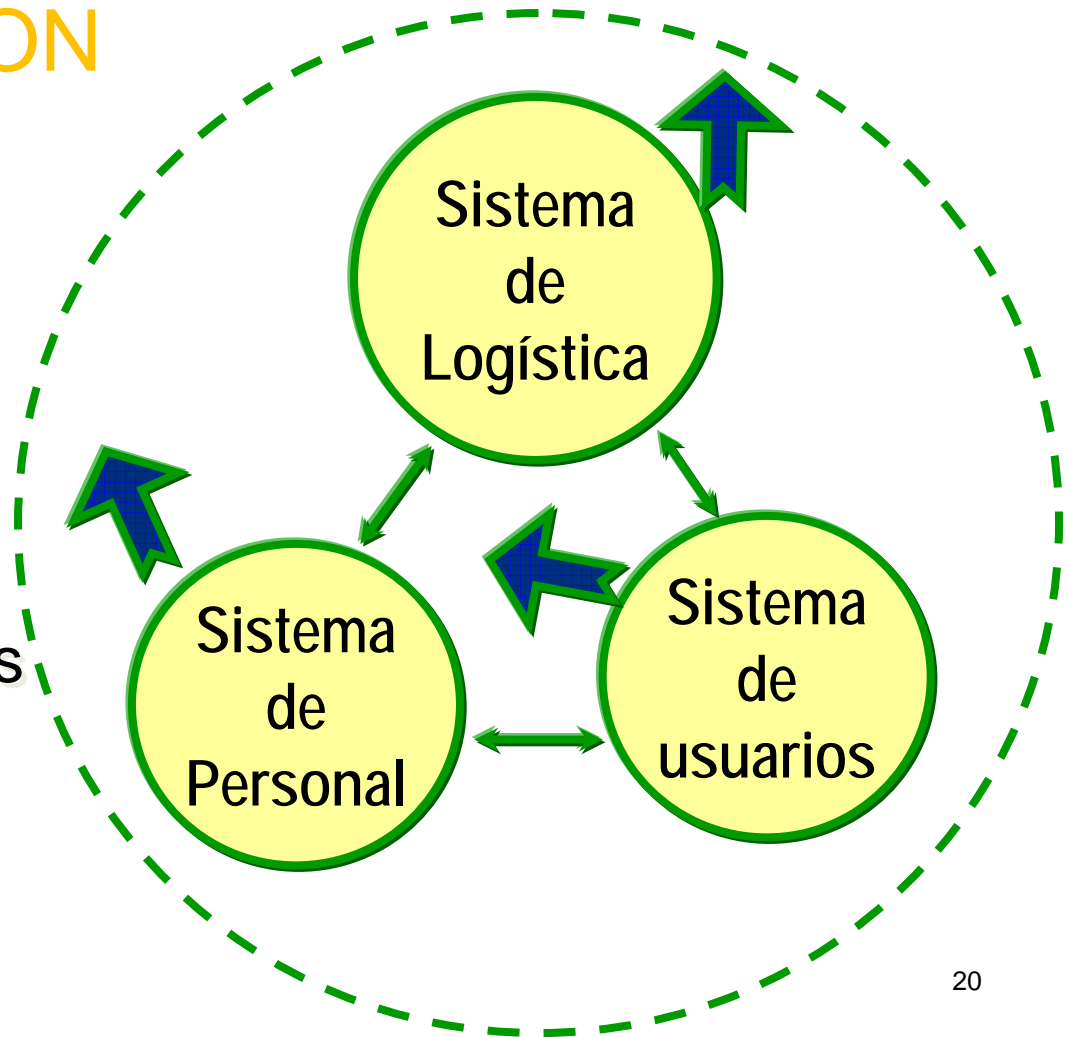 ON
Sistema
de
Logística
Sistema
de
Personal
Sistema
de
usuarios
s
20